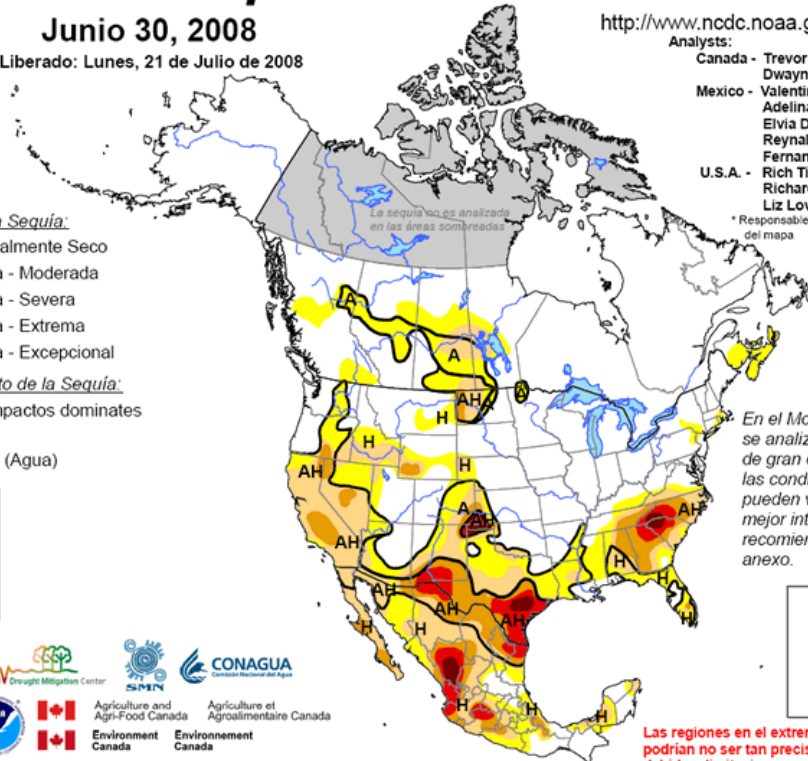 Junio 30, 2008
Liberado: Lunes, 21 de Julio de 2008
http://www.ncdc.noaa.g
Analysts:
Canada - Trevor
Dwayn
Mexico - Valentin
Adelina
Elvia D
Reynal
Fernan
U.S.A. - Rich Ti
Richard
Liz Lov
* Responsable
del mapa
La sequía no es analizada
en las áreas sombreadas
Sequía:
almente Seco
a - Moderada
a - Severa
a - Extrema
a - Excepcional
to de la Sequía:
mpactos dominates
(Agua)
A
A
AH
A
H
H
H
AH
A
AH
AH
AH
H
AH
AH
H
AH
H
H
H
H
H
H
H
En el Mo
se analiz
de gran e
las condi
pueden v
mejor int
recomien
anexo.
Drought Mitigation Center
SMN
CONAGUA
Comisión Nacional del Agua
Agriculture and
Agri-Food Canada
Agriculture et
Agroalimentaire Canada
Environment
Canada
Environnement
Canada
Las regiones en el extrem
podrían no ser tan precis